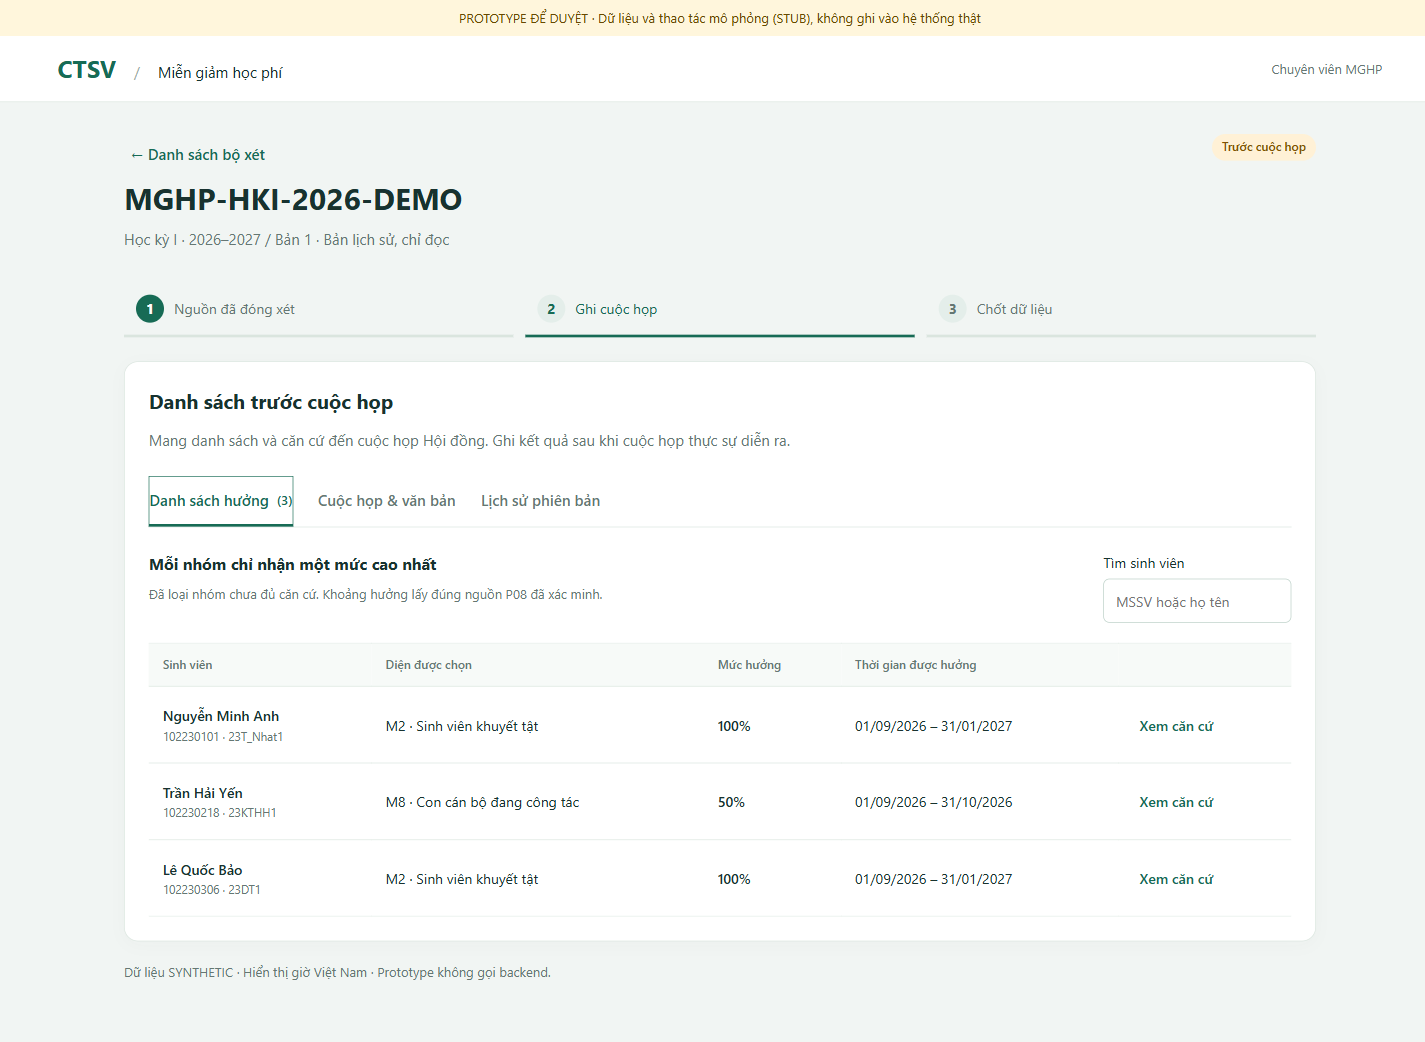 PROTOTYPE ĐỂ DUYỆT · Dữ liệu và thao tác mô phỏng (STUB), không ghi vào hệ thống thật
CTSV / Miễn giảm học phí
Chuyên viên MGHP
← Danh sách bộ xét
Trước cuộc họp
MGHP-HKI-2026-DEMO
Học kỳ I · 2026–2027 / Bản 1 · Bản lịch sử, chỉ đọc
1 Nguồn đã đóng xét
2 Ghi cuộc họp
3 Chốt dữ liệu
Danh sách trước cuộc họp
Mang danh sách và căn cứ đến cuộc họp Hội đồng. Ghi kết quả sau khi cuộc họp thực sự diễn ra.
Danh sách hưởng (3) Cuộc họp & văn bản Lịch sử phiên bản
Mỗi nhóm chỉ nhận một mức cao nhất
Đã loại nhóm chưa đủ căn cứ. Khoảng hưởng lấy đúng nguồn P08 đã xác minh.
Tìm sinh viên
MSSV hoặc họ tên
Sinh viên Diện được chọn Mức hưởng Thời gian được hưởng
Nguyễn Minh Anh
102230101 · 23T_Nhat1
M2 · Sinh viên khuyết tật 100% 01/09/2026 – 31/01/2027 Xem căn cứ
Trần Hải Yến
102230218 · 23KTHH1
M8 · Con cán bộ đang công tác 50% 01/09/2026 – 31/10/2026 Xem căn cứ
Lê Quốc Bảo
102230306 · 23DT1
M2 · Sinh viên khuyết tật 100% 01/09/2026 – 31/01/2027 Xem căn cứ
Dữ liệu SYNTHETIC · Hiển thị giờ Việt Nam · Prototype không gọi backend.